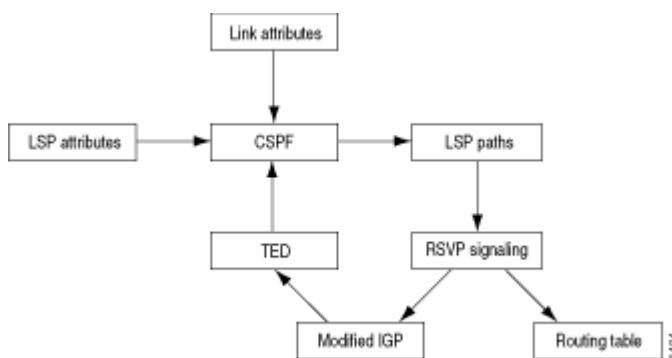 Link attributes
LSP attributes
CSPF
LSP paths
TED
RSVP signaling
Modified IGP
Routing table